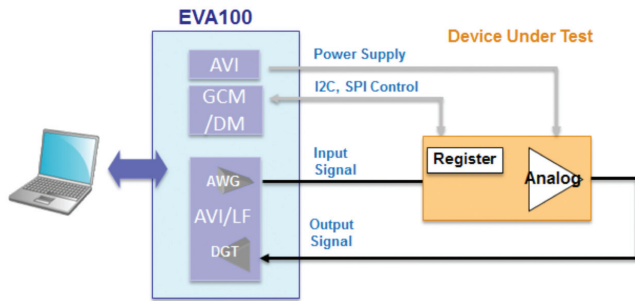 EVA100
Device Under Test
AVI
Power Supply
GCM
/DM
I2C, SPI Control
Register
Analog
Input
Signal
AWG
AVI/LF
Output
Signal
DGT